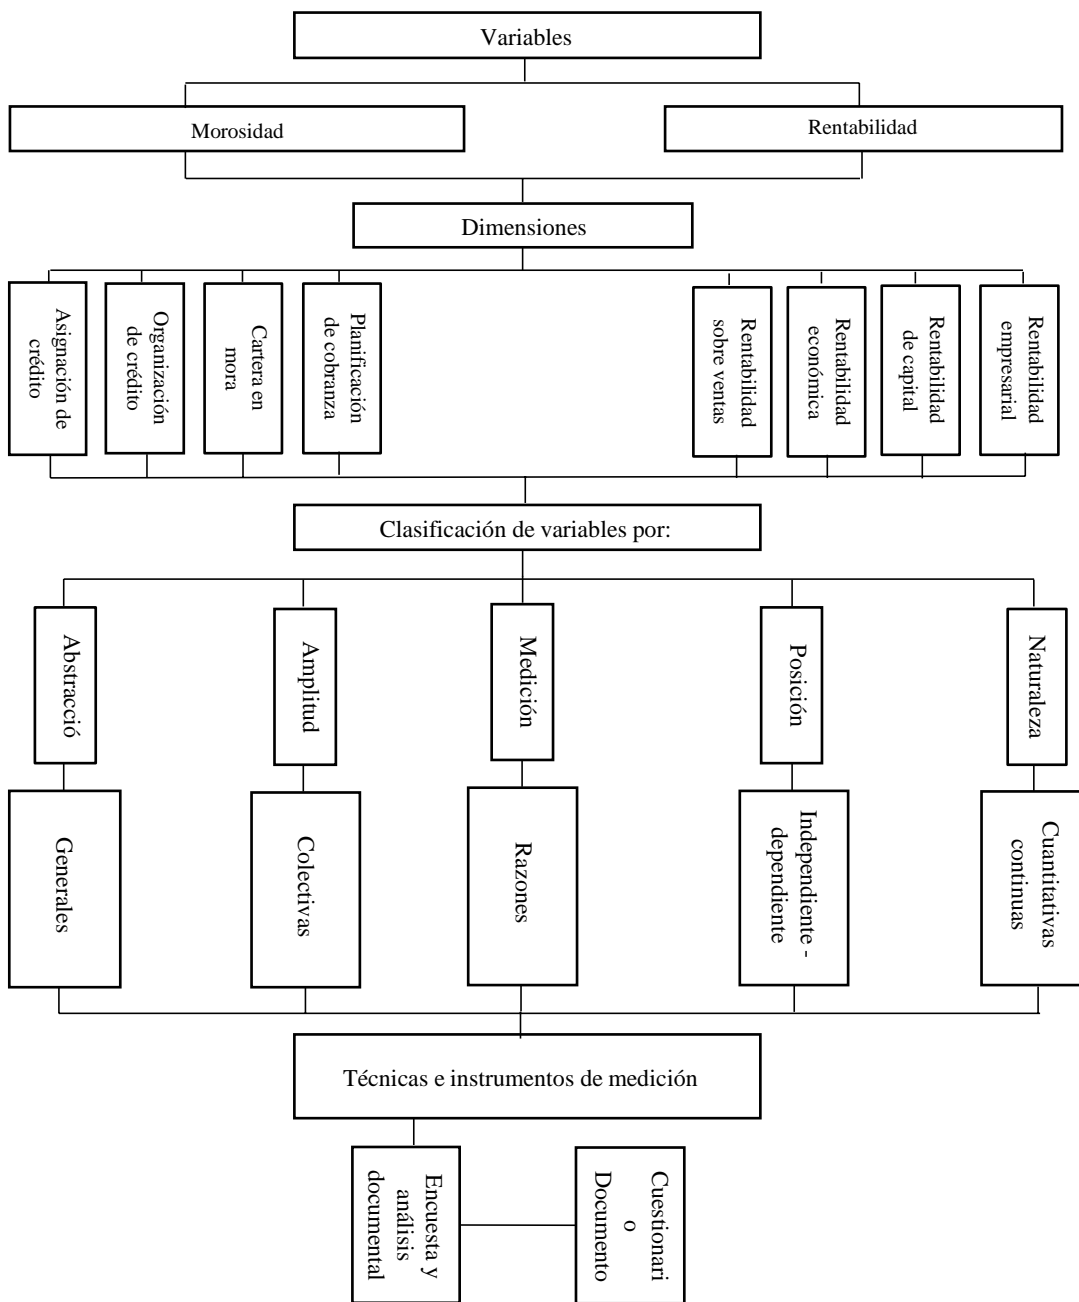 Variables
Morosidad
Rentabilidad
Dimensiones
Asignación de
crédito
Organización
de crédito
Cartera en
mora
Planificación
de cobranza
Rentabilidad
sobre ventas
Rentabilidad
económica
Rentabilidad
de capital
Rentabilidad
empresarial
Clasificación de variables por:
Abstracció
Amplitud
Medición
Posición
Naturaleza
Generales
Colectivas
Razones
Independiente -
dependiente
Cuantitativas
continuas
Técnicas e instrumentos de medición
Encuesta y
análisis
documental
Cuestionari
o
Documento